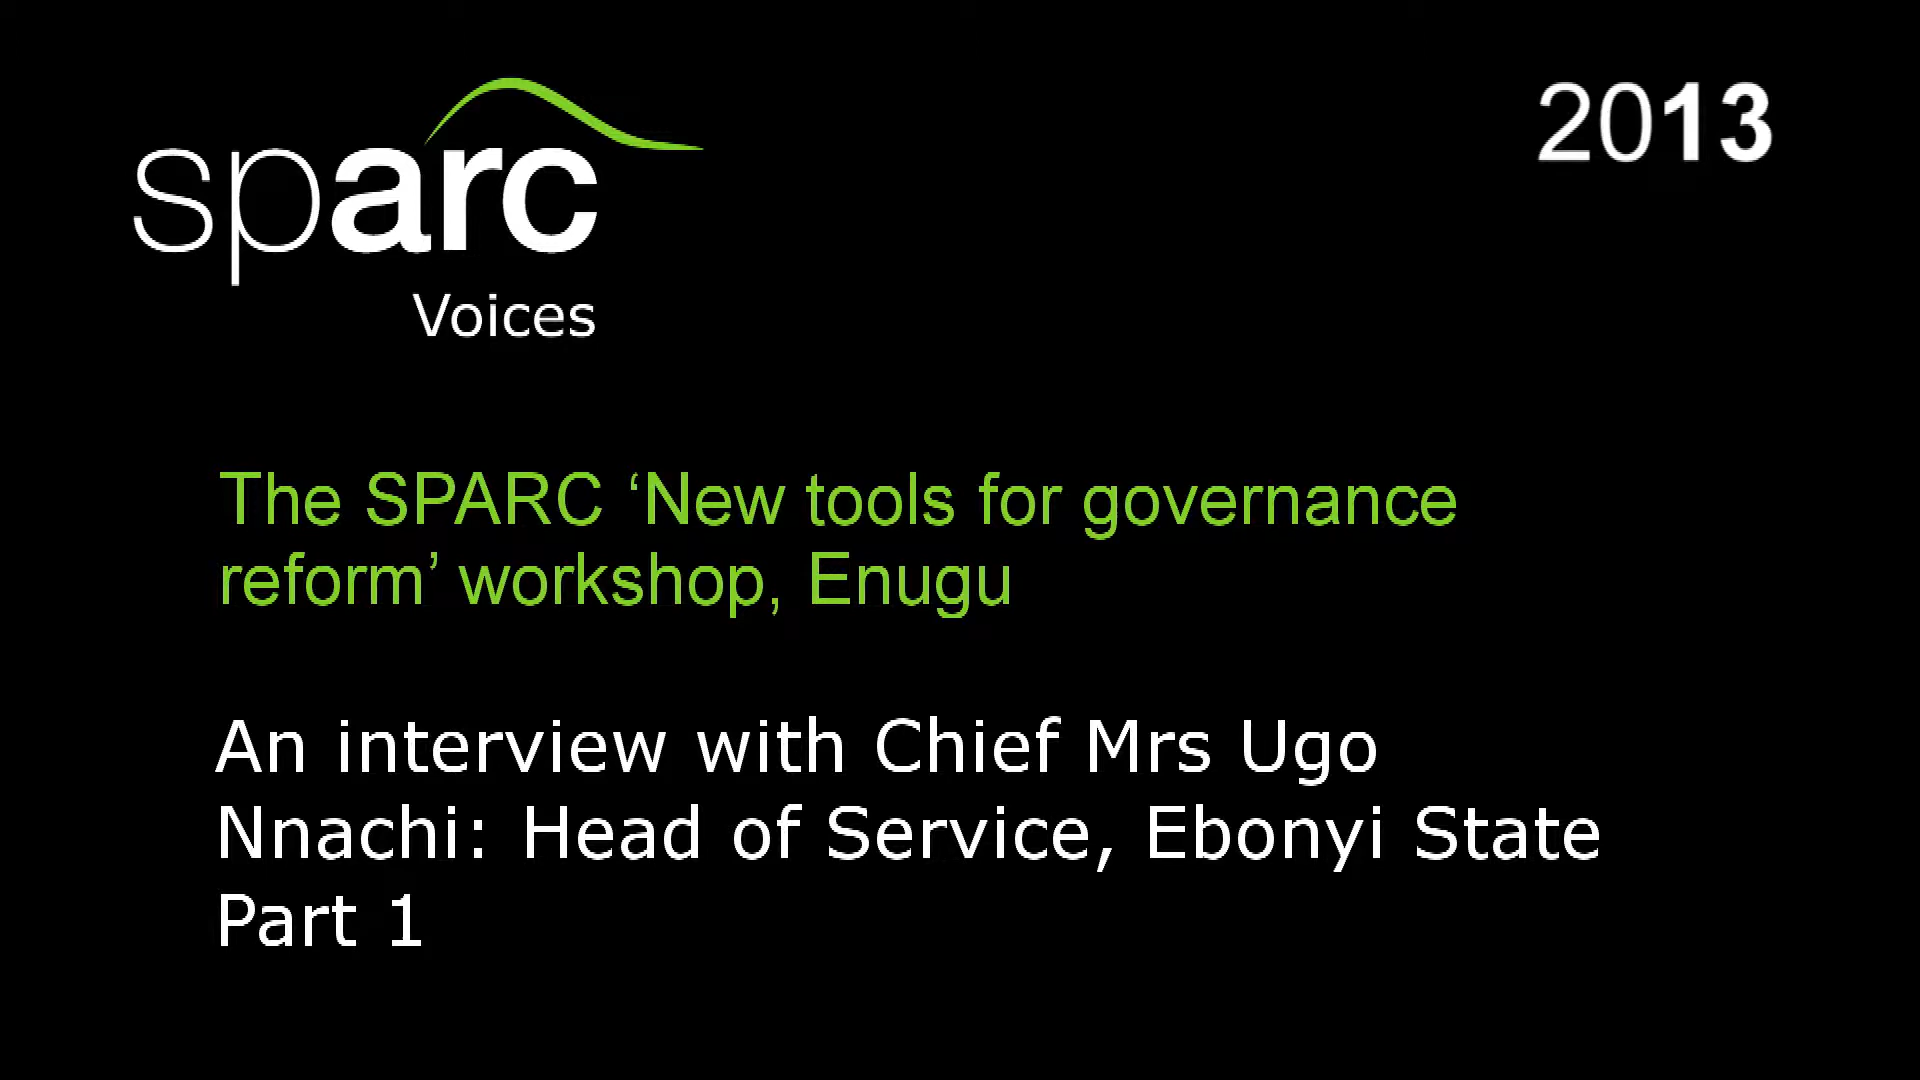 sparc
2013
Voices
The SPARC ‘New tools for governance
reform’ workshop, Enugu
An interview with Chief Mrs Ugo
Nnachi: Head of Service, Ebonyi State
Part 1